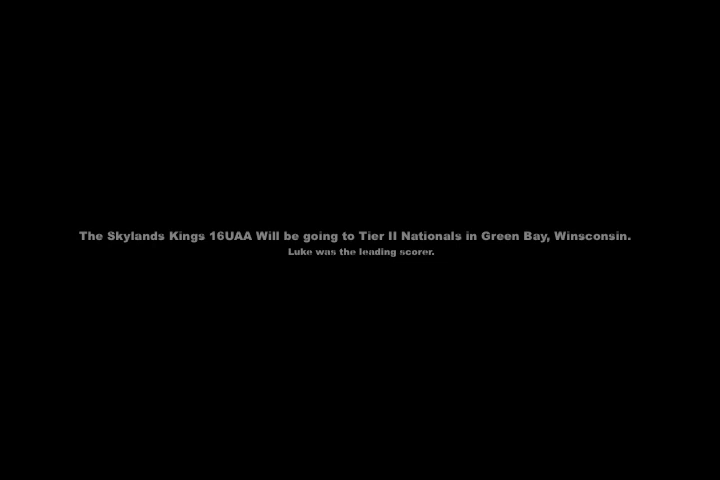 The Skylands Kings 16UAA Will be going to Tier II Nationals in Green Bay, Winsconsin.
Luke was the leading scorer.